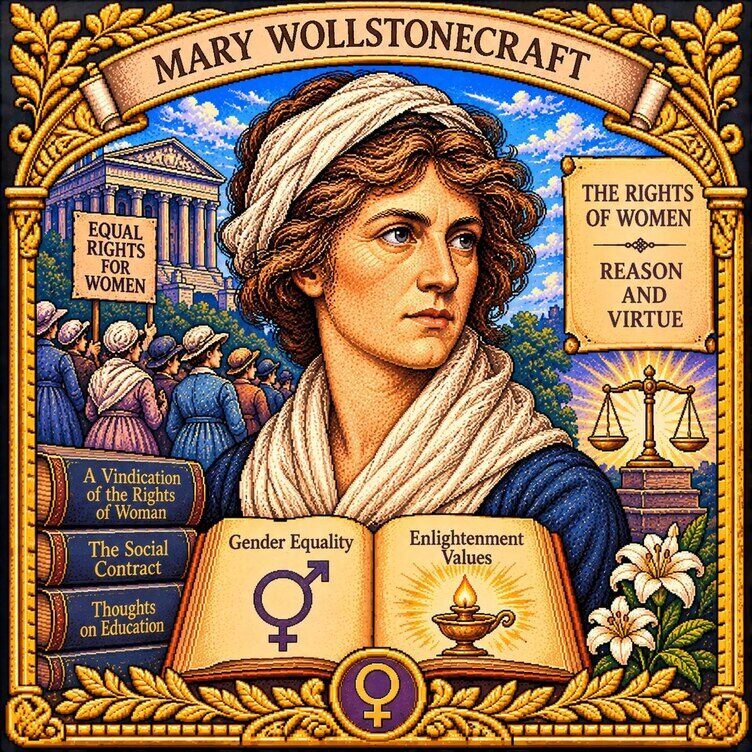 MARY WOLLSTONECRAFT
EQUAL
RIGHTS
FOR
WOMEN
THE RIGHTS
OF WOMEN
REASON
AND
VIRTUE
A Vindication
of the Rights
of Woman
The Social
Contract
Thoughts
on Education
Gender Equality
Enlightenment
Values